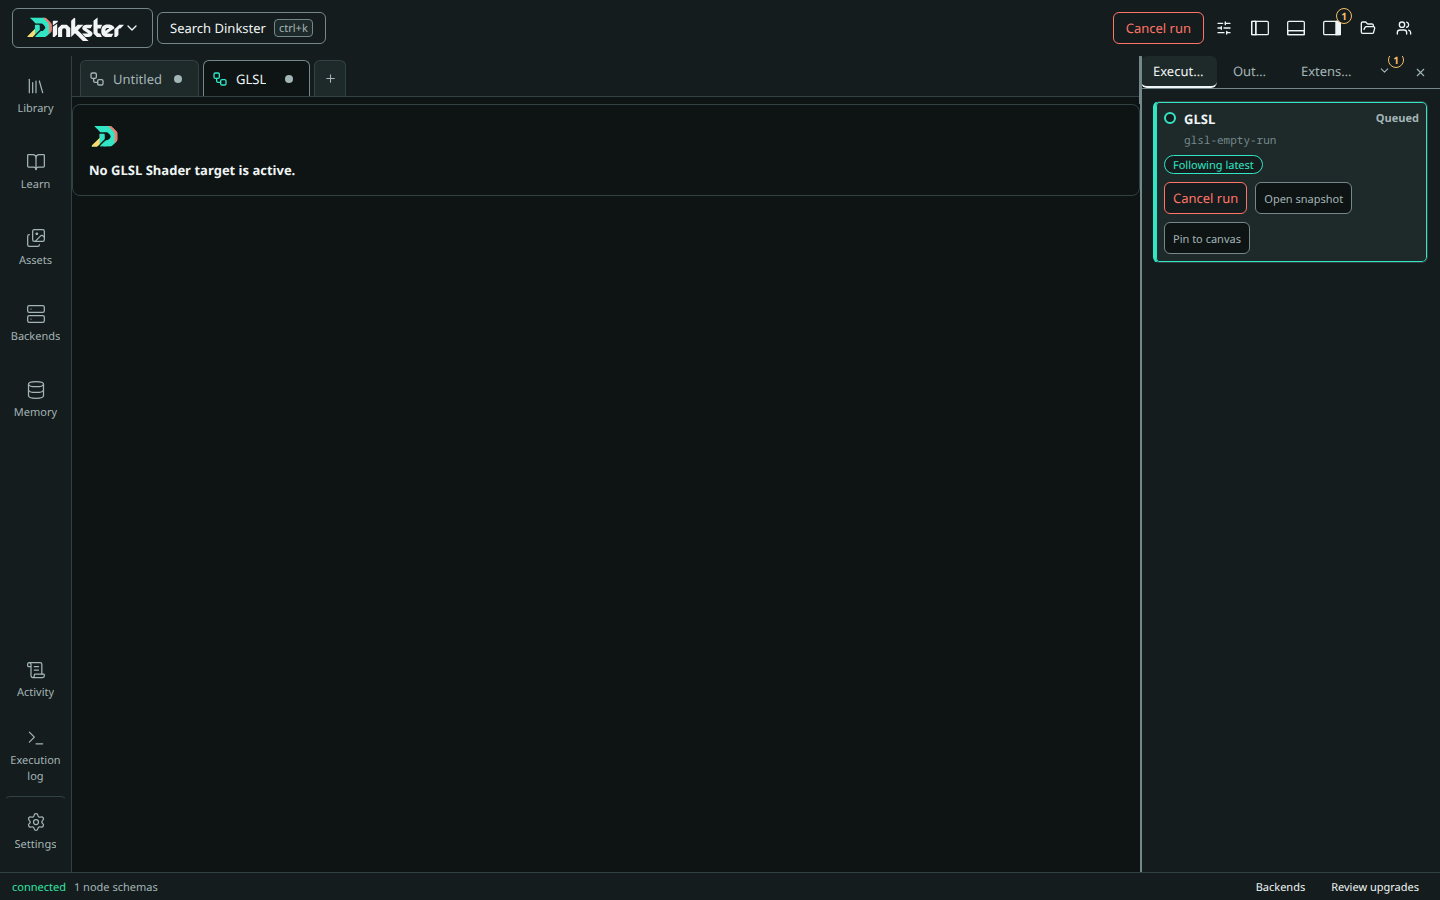 Dinkster
Search Dinkster ctrl+k
Cancel run
1
Untitled
GLSL
Execut...
Out...
Extens...
1
Library
Learn
Assets
Backends
Memory
No GLSL Shader target is active.
GLSL
Queued
glsl-empty-run
Following latest
Cancel run
Open snapshot
Pin to canvas
Activity
Execution
log
Settings
connected 1 node schemas
Backends
Review upgrades